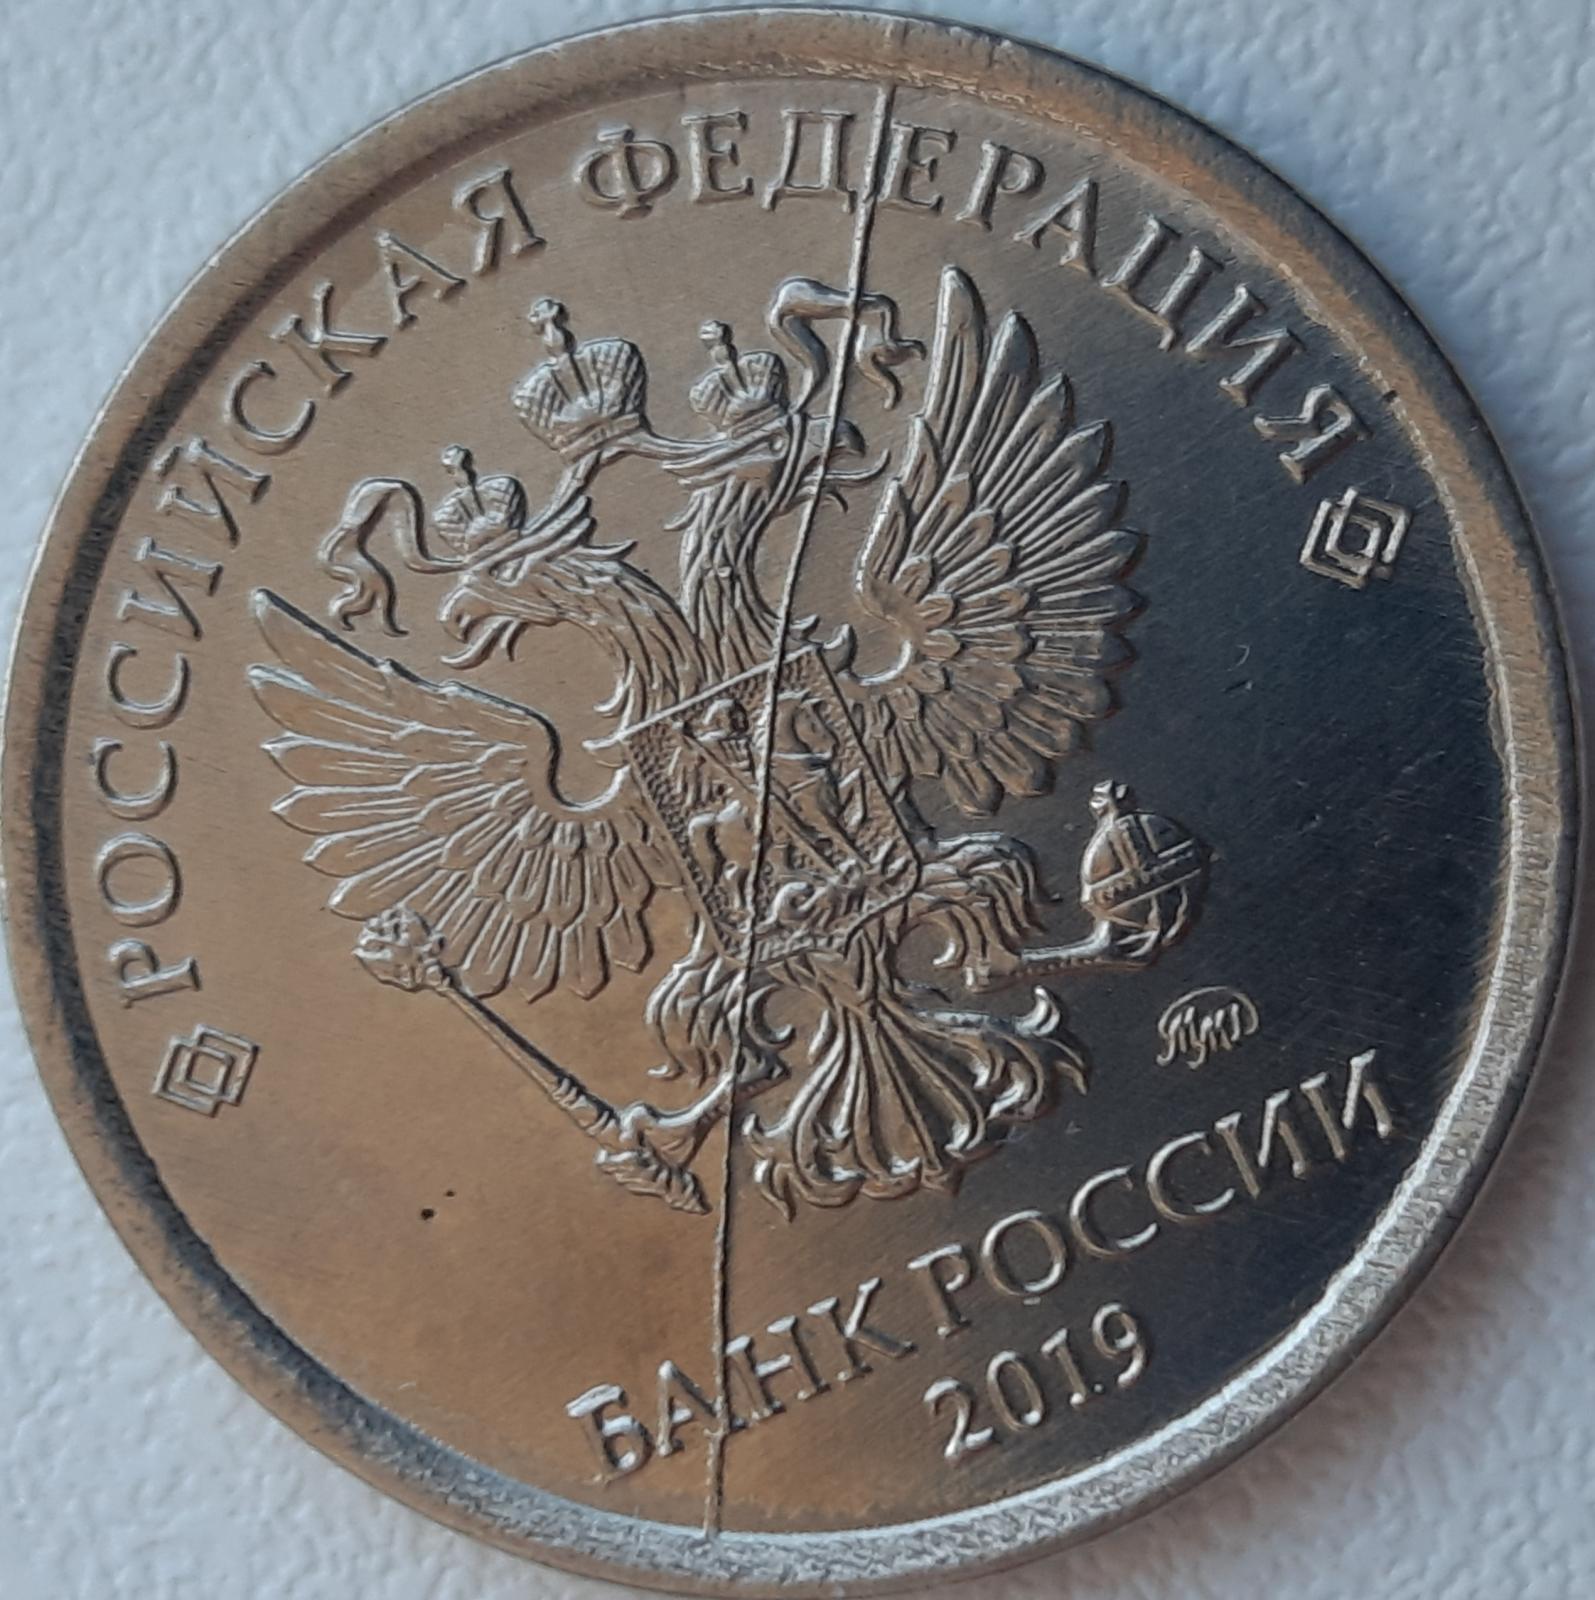 РОССИЙСКАЯ ФЕДЕРАЦИЯ
ММД
БАНК РОССИИ
2019